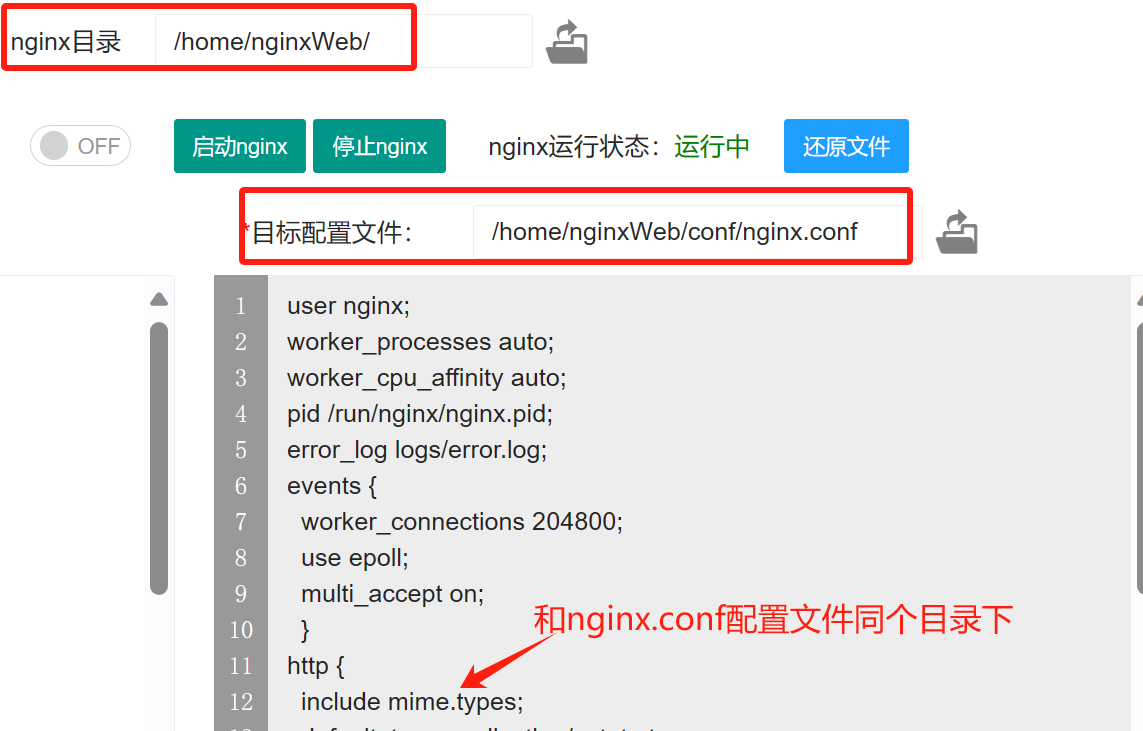 nginx目录 /home/nginxWeb/
OFF 启动nginx 停止nginx nginx运行状态：运行中 还原文件
*目标配置文件： /home/nginxWeb/conf/nginx.conf
1 user nginx;
2 worker_processes auto;
3 worker_cpu_affinity auto;
4 pid /run/nginx/nginx.pid;
5 error_log logs/error.log;
6 events {
7 worker_connections 204800;
8 use epoll;
9 multi_accept on;
和nginx.conf配置文件同个目录下
10 }
11 http {
12 include mime.types;